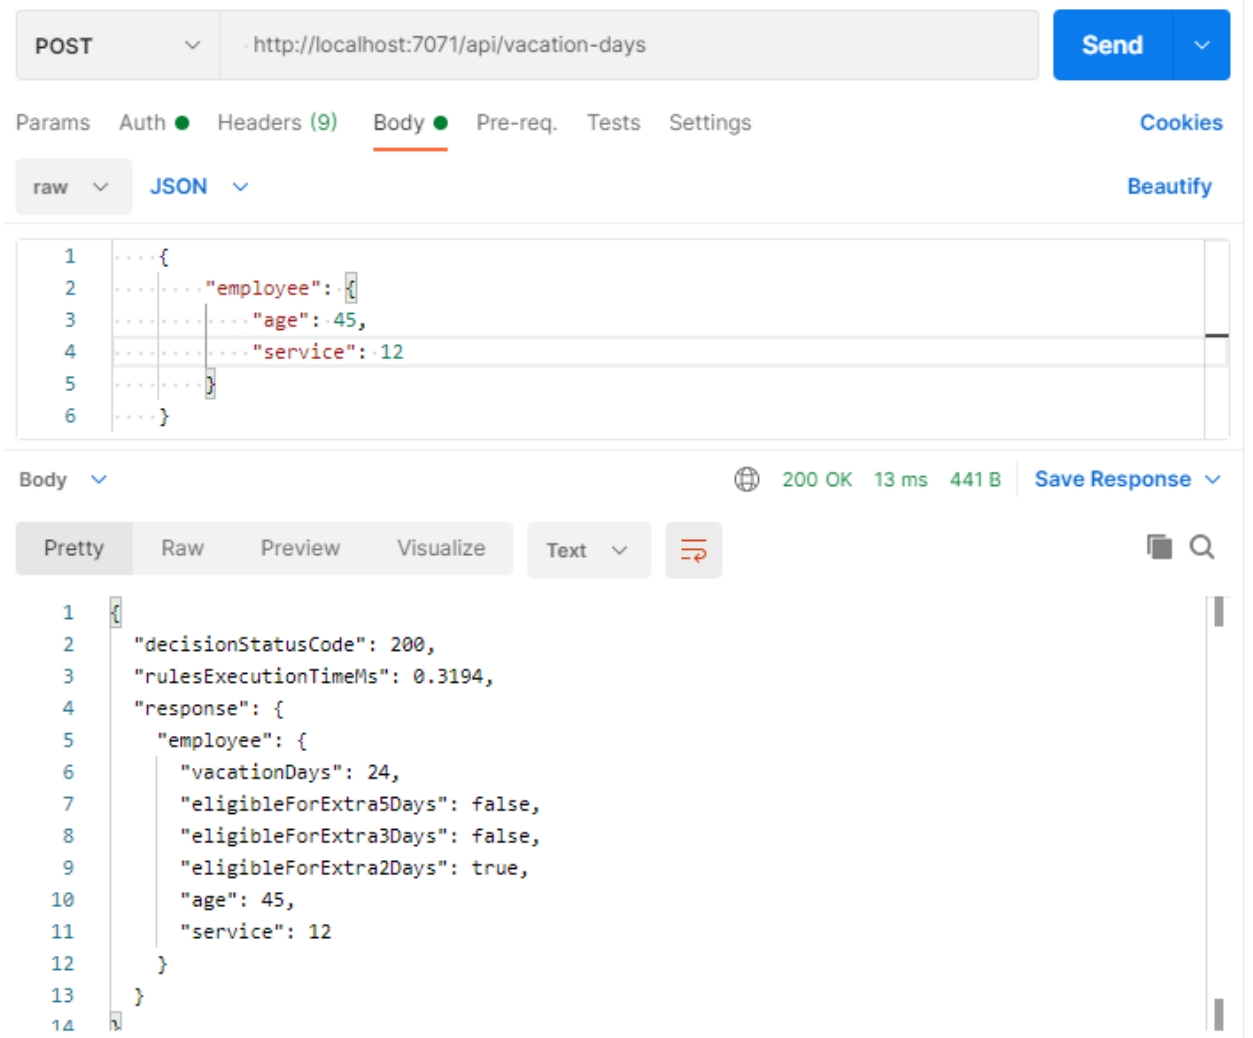 POST http://localhost:7071/api/vacation-days Send
Params Auth Headers (9) Body Pre-req. Tests Settings Cookies
raw JSON Beautify
1 {
2 "employee": {
3 "age": 45,
4 "service": 12
5 }
6 }
Body 200 OK 13 ms 441 B Save Response
Pretty Raw Preview Visualize Text
1 {
2 "decisionStatusCode": 200,
3 "rulesExecutionTimeMs": 0.3194,
4 "response": {
5 "employee": {
6 "vacationDays": 24,
7 "eligibleForExtra5Days": false,
8 "eligibleForExtra3Days": false,
9 "eligibleForExtra2Days": true,
10 "age": 45,
11 "service": 12
12 }
13 }
14 }